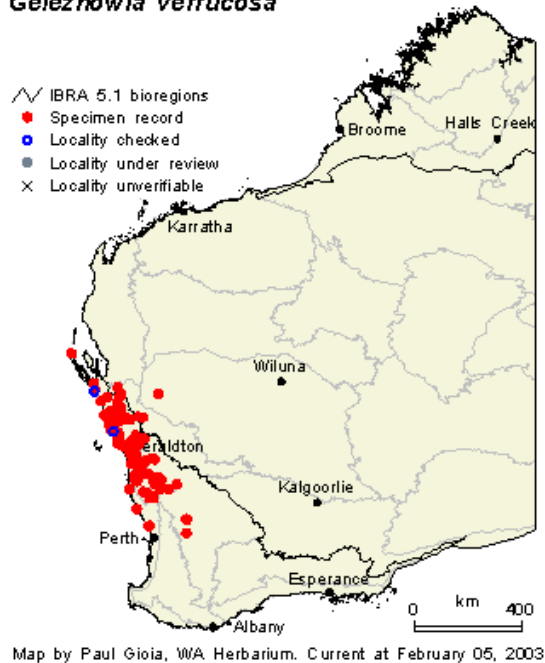 Geleznowia verrucosa
IBRA 5.1 bioregions
Specimen record
Locality checked
Locality under review
Locality unverifiable
Broome
Halls Creek
Karratha
Wiluna
eraldton
Kalgoorlie
Perth
Esperance
Albany
km
0 400
Map by Paul Gioia, WA Herbarium. Current at February 05, 2003